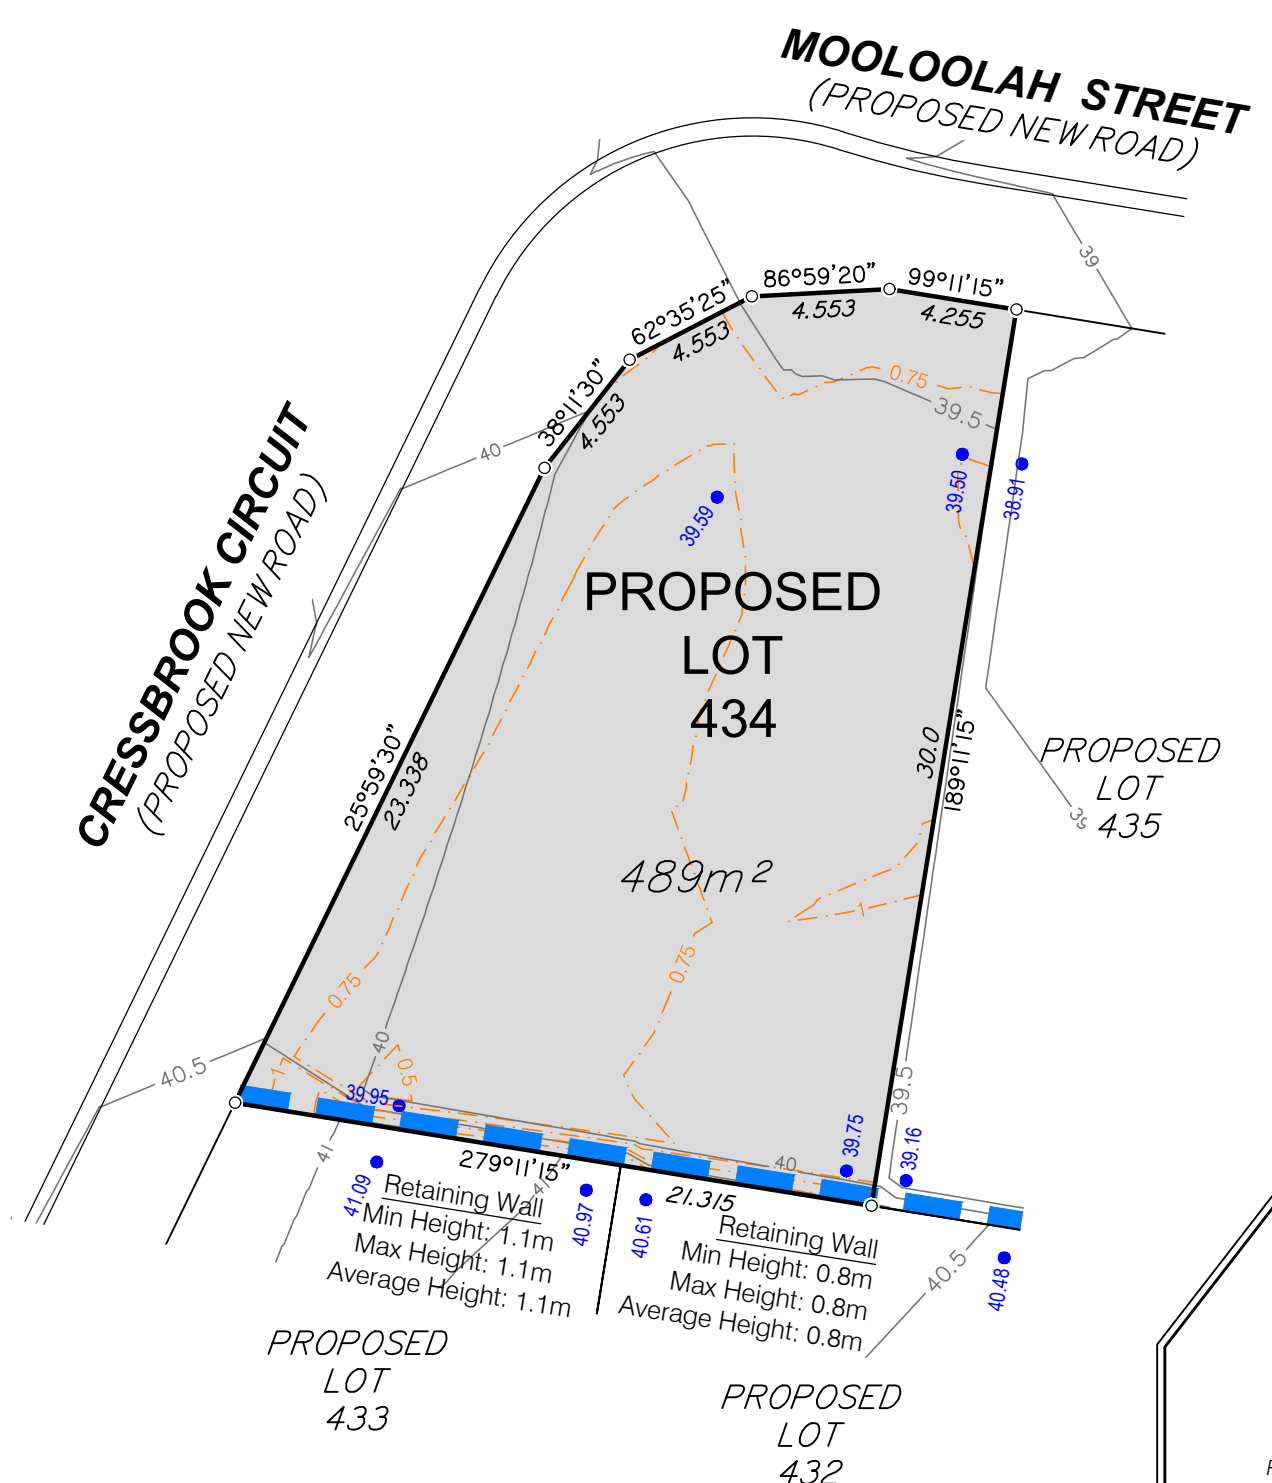 MOOLOOLAH STREET
(PROPOSED NEW ROAD)
39
86°59'20"
99°11'15"
62°35'25"
4.553
4.255
4.553
0.75
38°11'30"
4.553
39.5
40
CRESSBROOK CIRCUIT
(PROPOSED NEW ROAD)
39.50
38.91
39.59
PROPOSED
LOT
434
25°59'30"
23.338
30.0
189°11'15"
PROPOSED
LOT
435
39
489m²
1
0.75
0.75
40
40.5
1
0.5
39.95
39.5
39.75
39.16
40
41
279°11'15"
41
21.315
41.09
Retaining Wall
Min Height: 1.1m
Max Height: 1.1m
Average Height: 1.1m
40.97
40.61
Retaining Wall
Min Height: 0.8m
Max Height: 0.8m
Average Height: 0.8m
40.5
40.48
PROPOSED
LOT
433
PROPOSED
LOT
432